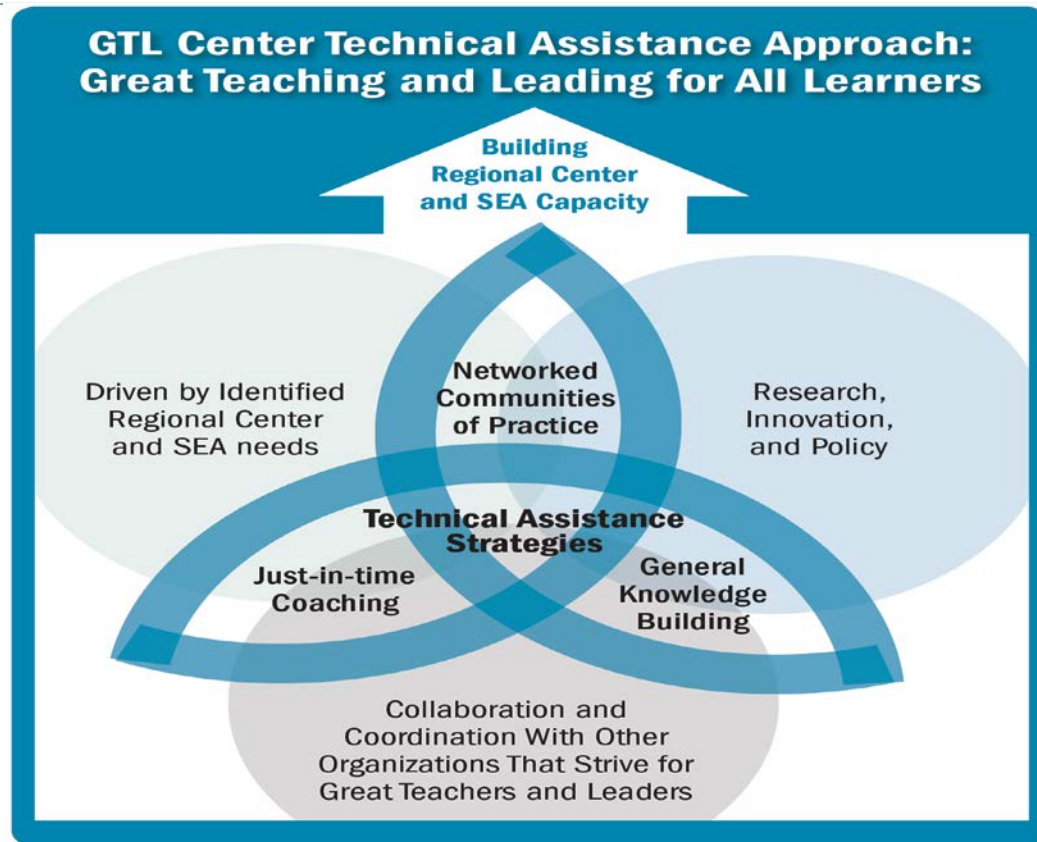 GTL Center Technical Assistance Approach:
Great Teaching and Leading for All Learners
Building
Regional Center
and SEA Capacity
Driven by Identified
Regional Center
and SEA needs
Networked
Communities
of Practice
Research,
Innovation,
and Policy
Technical Assistance
Strategies
Just-in-time
Coaching
General
Knowledge
Building
Collaboration and
Coordination With Other
Organizations That Strive for
Great Teachers and Leaders